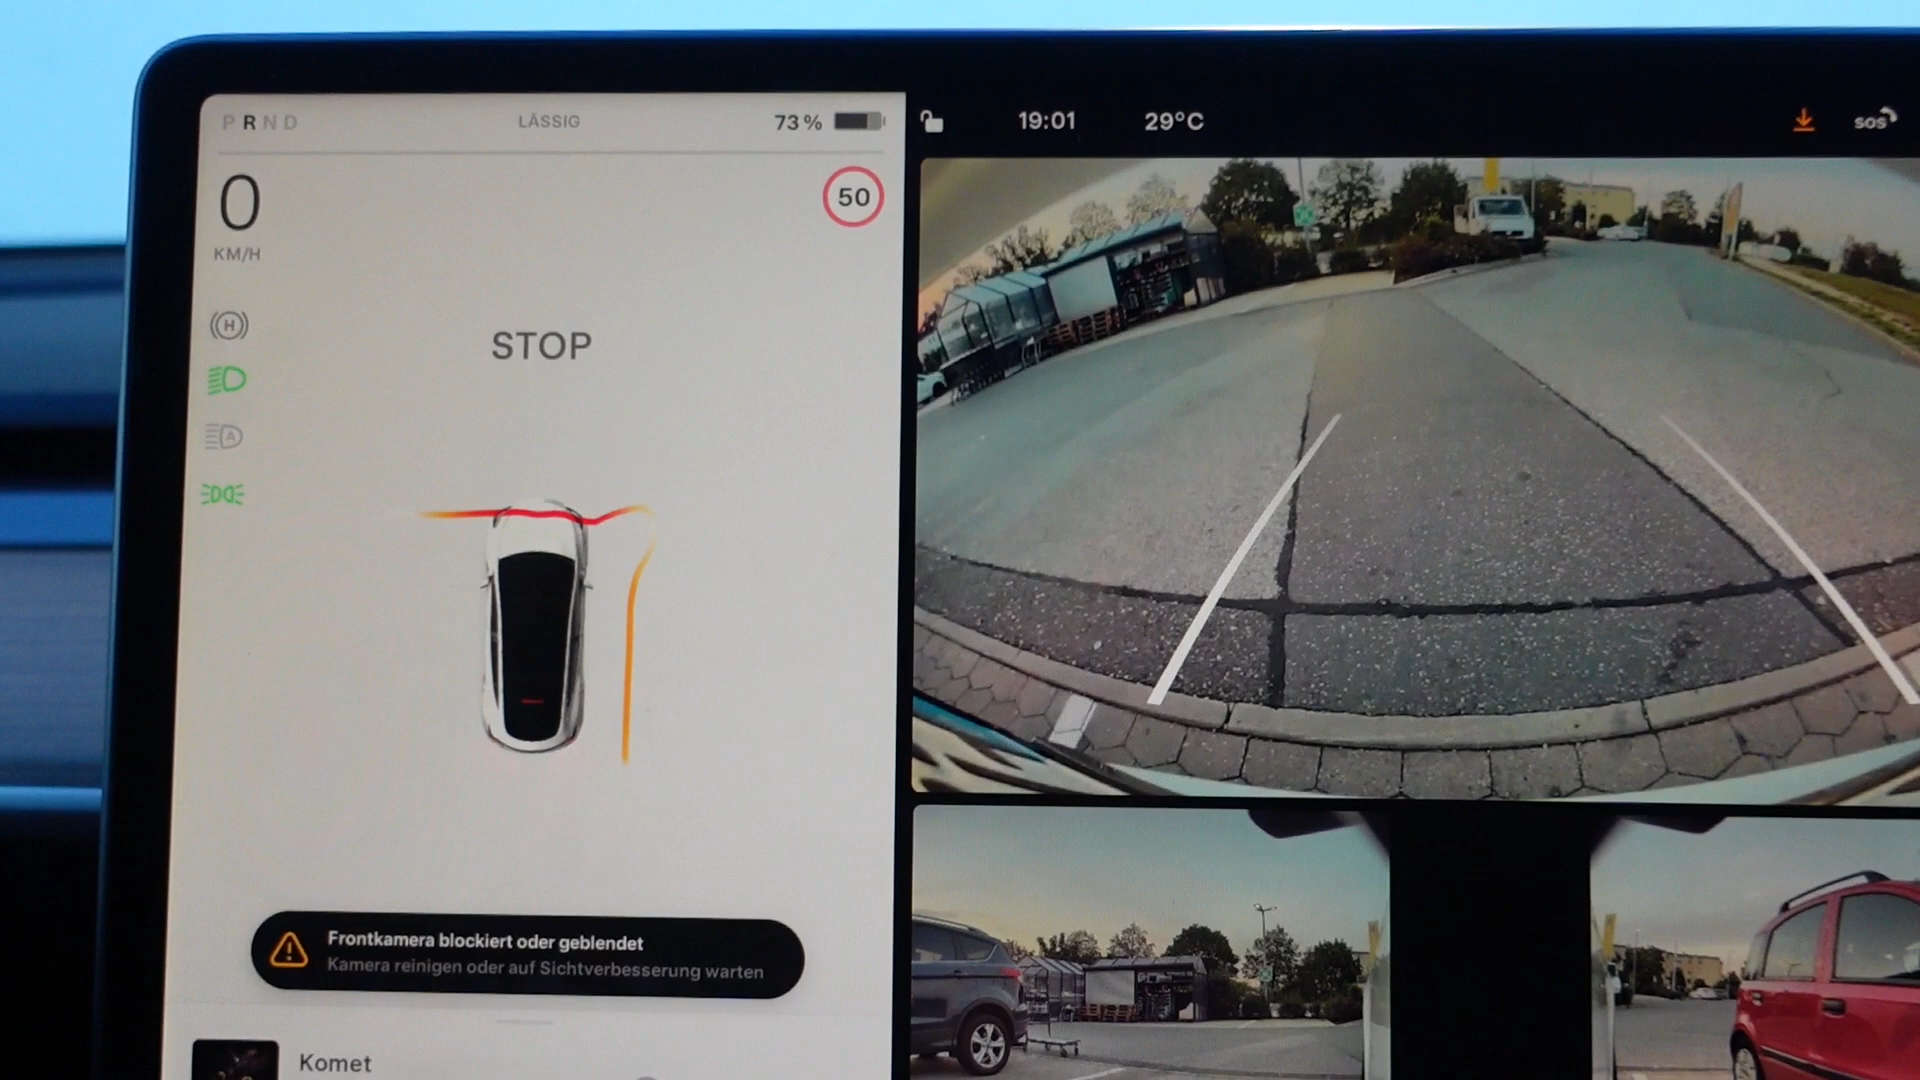 P R N D
LÄSSIG
73 %
19:01
29°C
SOS
0
KM/H
50
H
A
STOP
Frontkamera blockiert oder geblendet
Kamera reinigen oder auf Sichtverbesserung warten
Komet